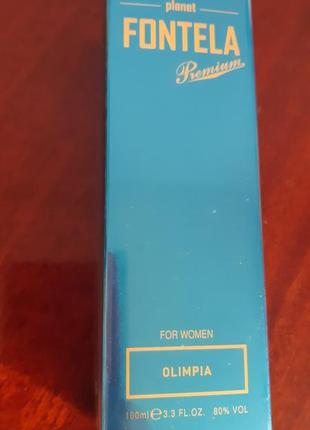 planet
FONTELA
Premium
FOR WOMEN
OLIMPIA
100ml e 3.3 FL.OZ. 80% VOL